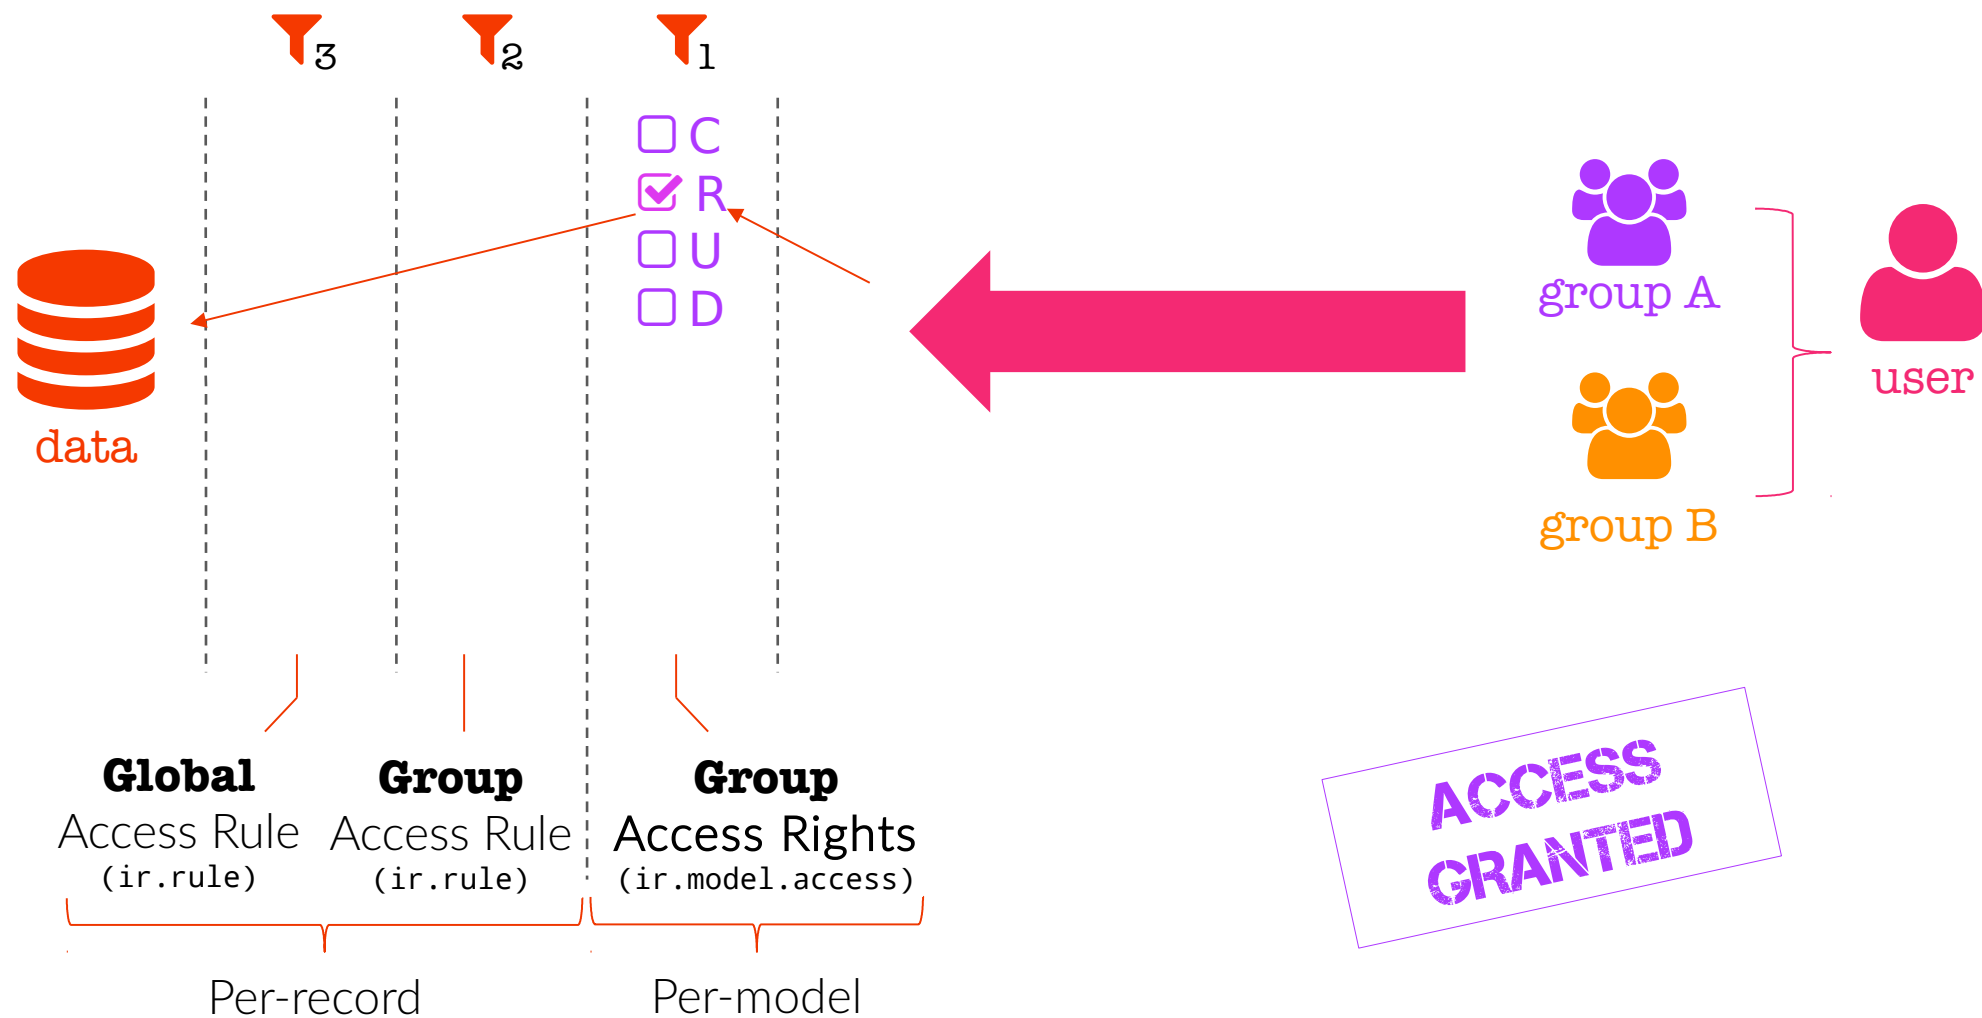 3
2
1
C
R
U
D
group A
user
data
group B
Global
Access Rule
(ir.rule)
Group
Access Rule
(ir.rule)
Group
Access Rights
(ir.model.access)
ACCESS
GRANTED
Per-record
Per-model